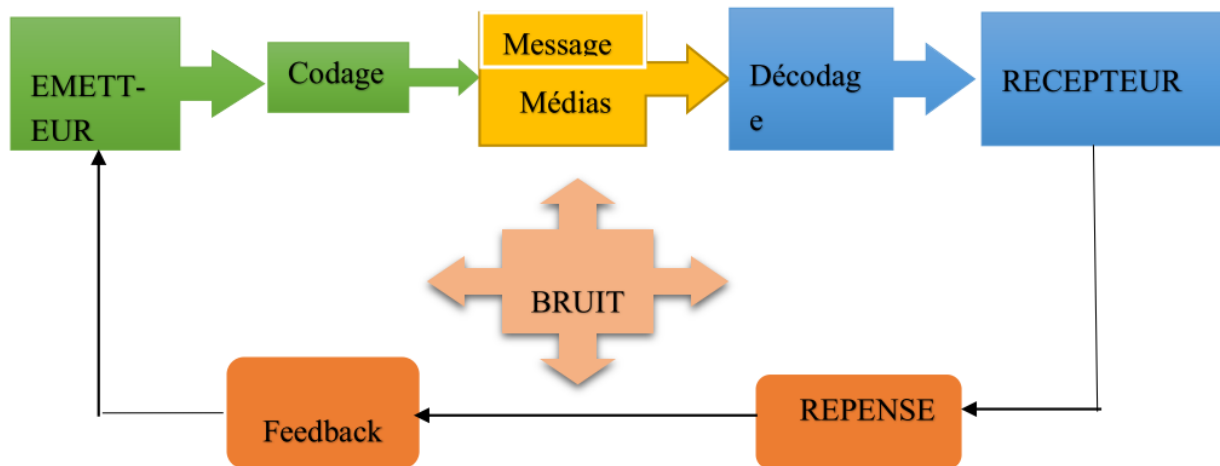 EMETT-
EUR
Codage
Message
Médias
Décodag
e
RECEPTEUR
BRUIT
Feedback
REPENSE